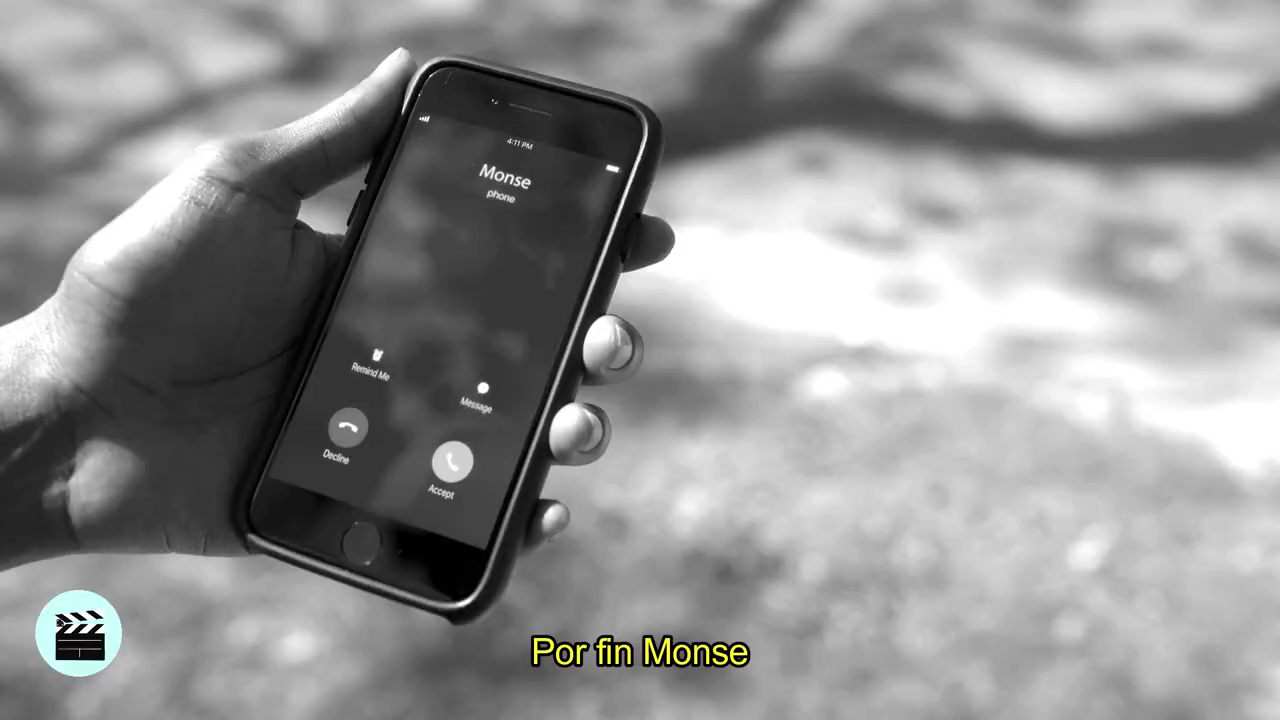 4:11 PM
Monse
phone
Remind Me
Message
Decline
Accept
Por fin Monse